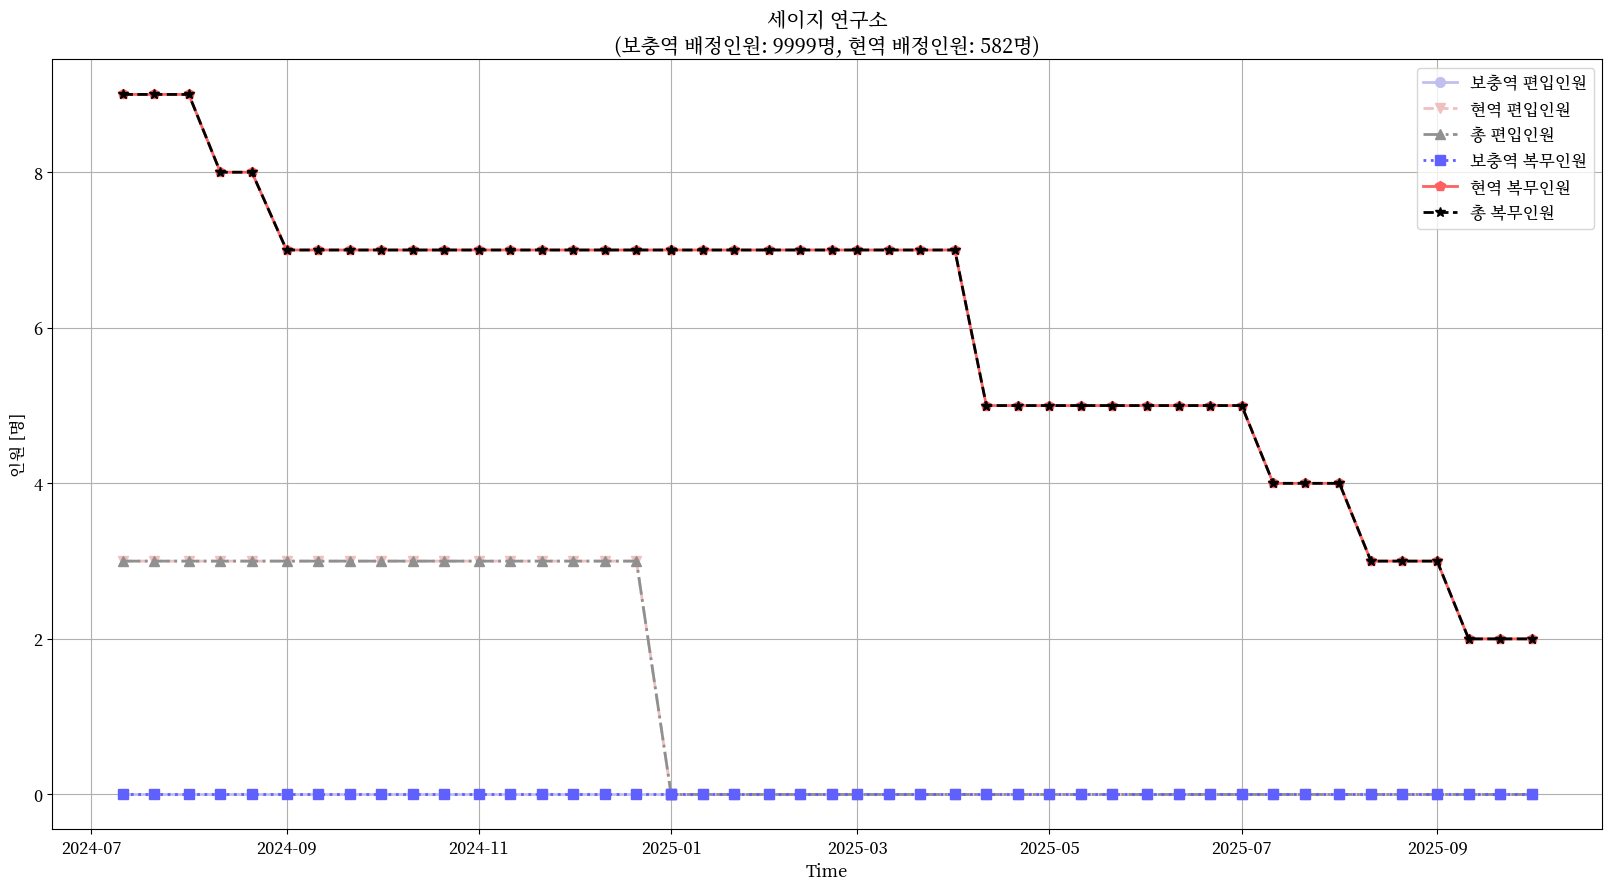 세이지 연구소
(보충역 배정인원: 9999명, 현역 배정인원: 582명)
보충역 편입인원
현역 편입인원
총 편입인원
보충역 복무인원
현역 복무인원
총 복무인원
인원 [명]
8
6
4
2
0
2024-07 2024-09 2024-11 2025-01 2025-03 2025-05 2025-07 2025-09
Time